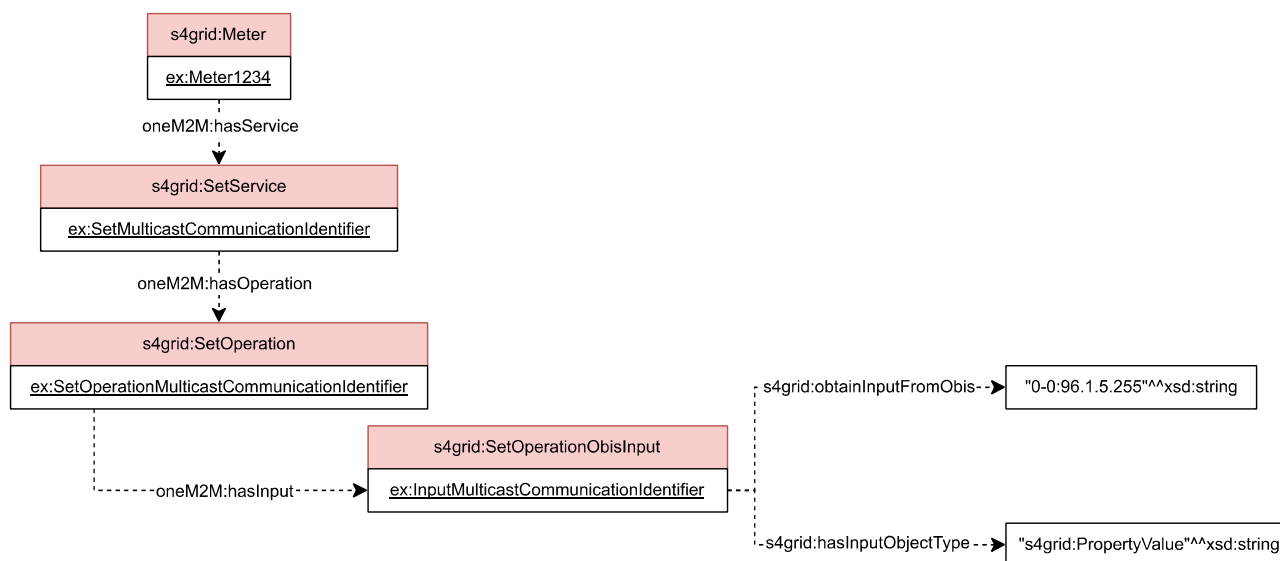 s4grid:Meter
ex:Meter1234
oneM2M:hasService
s4grid:SetService
ex:SetMulticastCommunicationIdentifier
oneM2M:hasOperation
s4grid:SetOperation
ex:SetOperationMulticastCommunicationIdentifier
s4grid:obtainInputFromObis
"0-0:96.1.5.255"^^xsd:string
s4grid:SetOperationObisInput
oneM2M:hasInput
ex:InputMulticastCommunicationIdentifier
s4grid:hasInputObjectType
"s4grid:PropertyValue"^^xsd:string